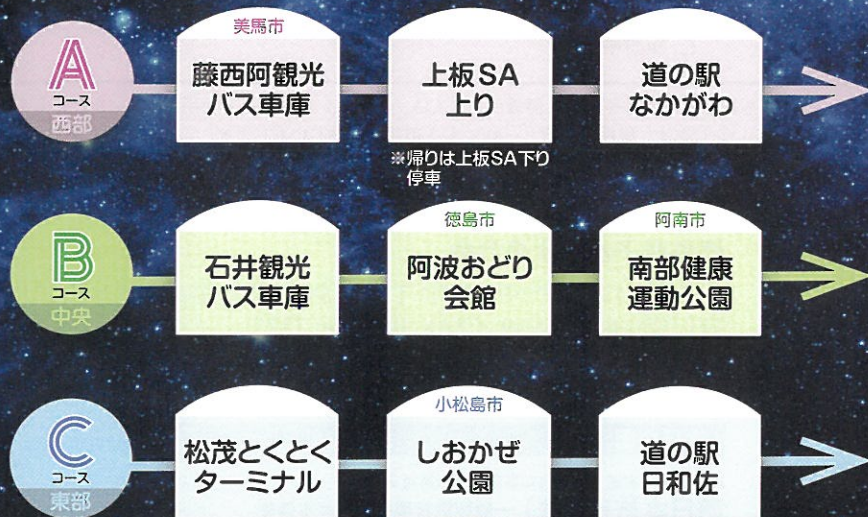 A
コース
西部
美馬市
藤西阿観光
バス車庫
上板SA
上り
※帰りは上板SA下り
停車
道の駅
なかがわ
B
コース
中央
石井観光
バス車庫
徳島市
阿波おどり
会館
阿南市
南部健康
運動公園
C
コース
東部
松茂とくとく
ターミナル
小松島市
しおかぜ
公園
道の駅
日和佐